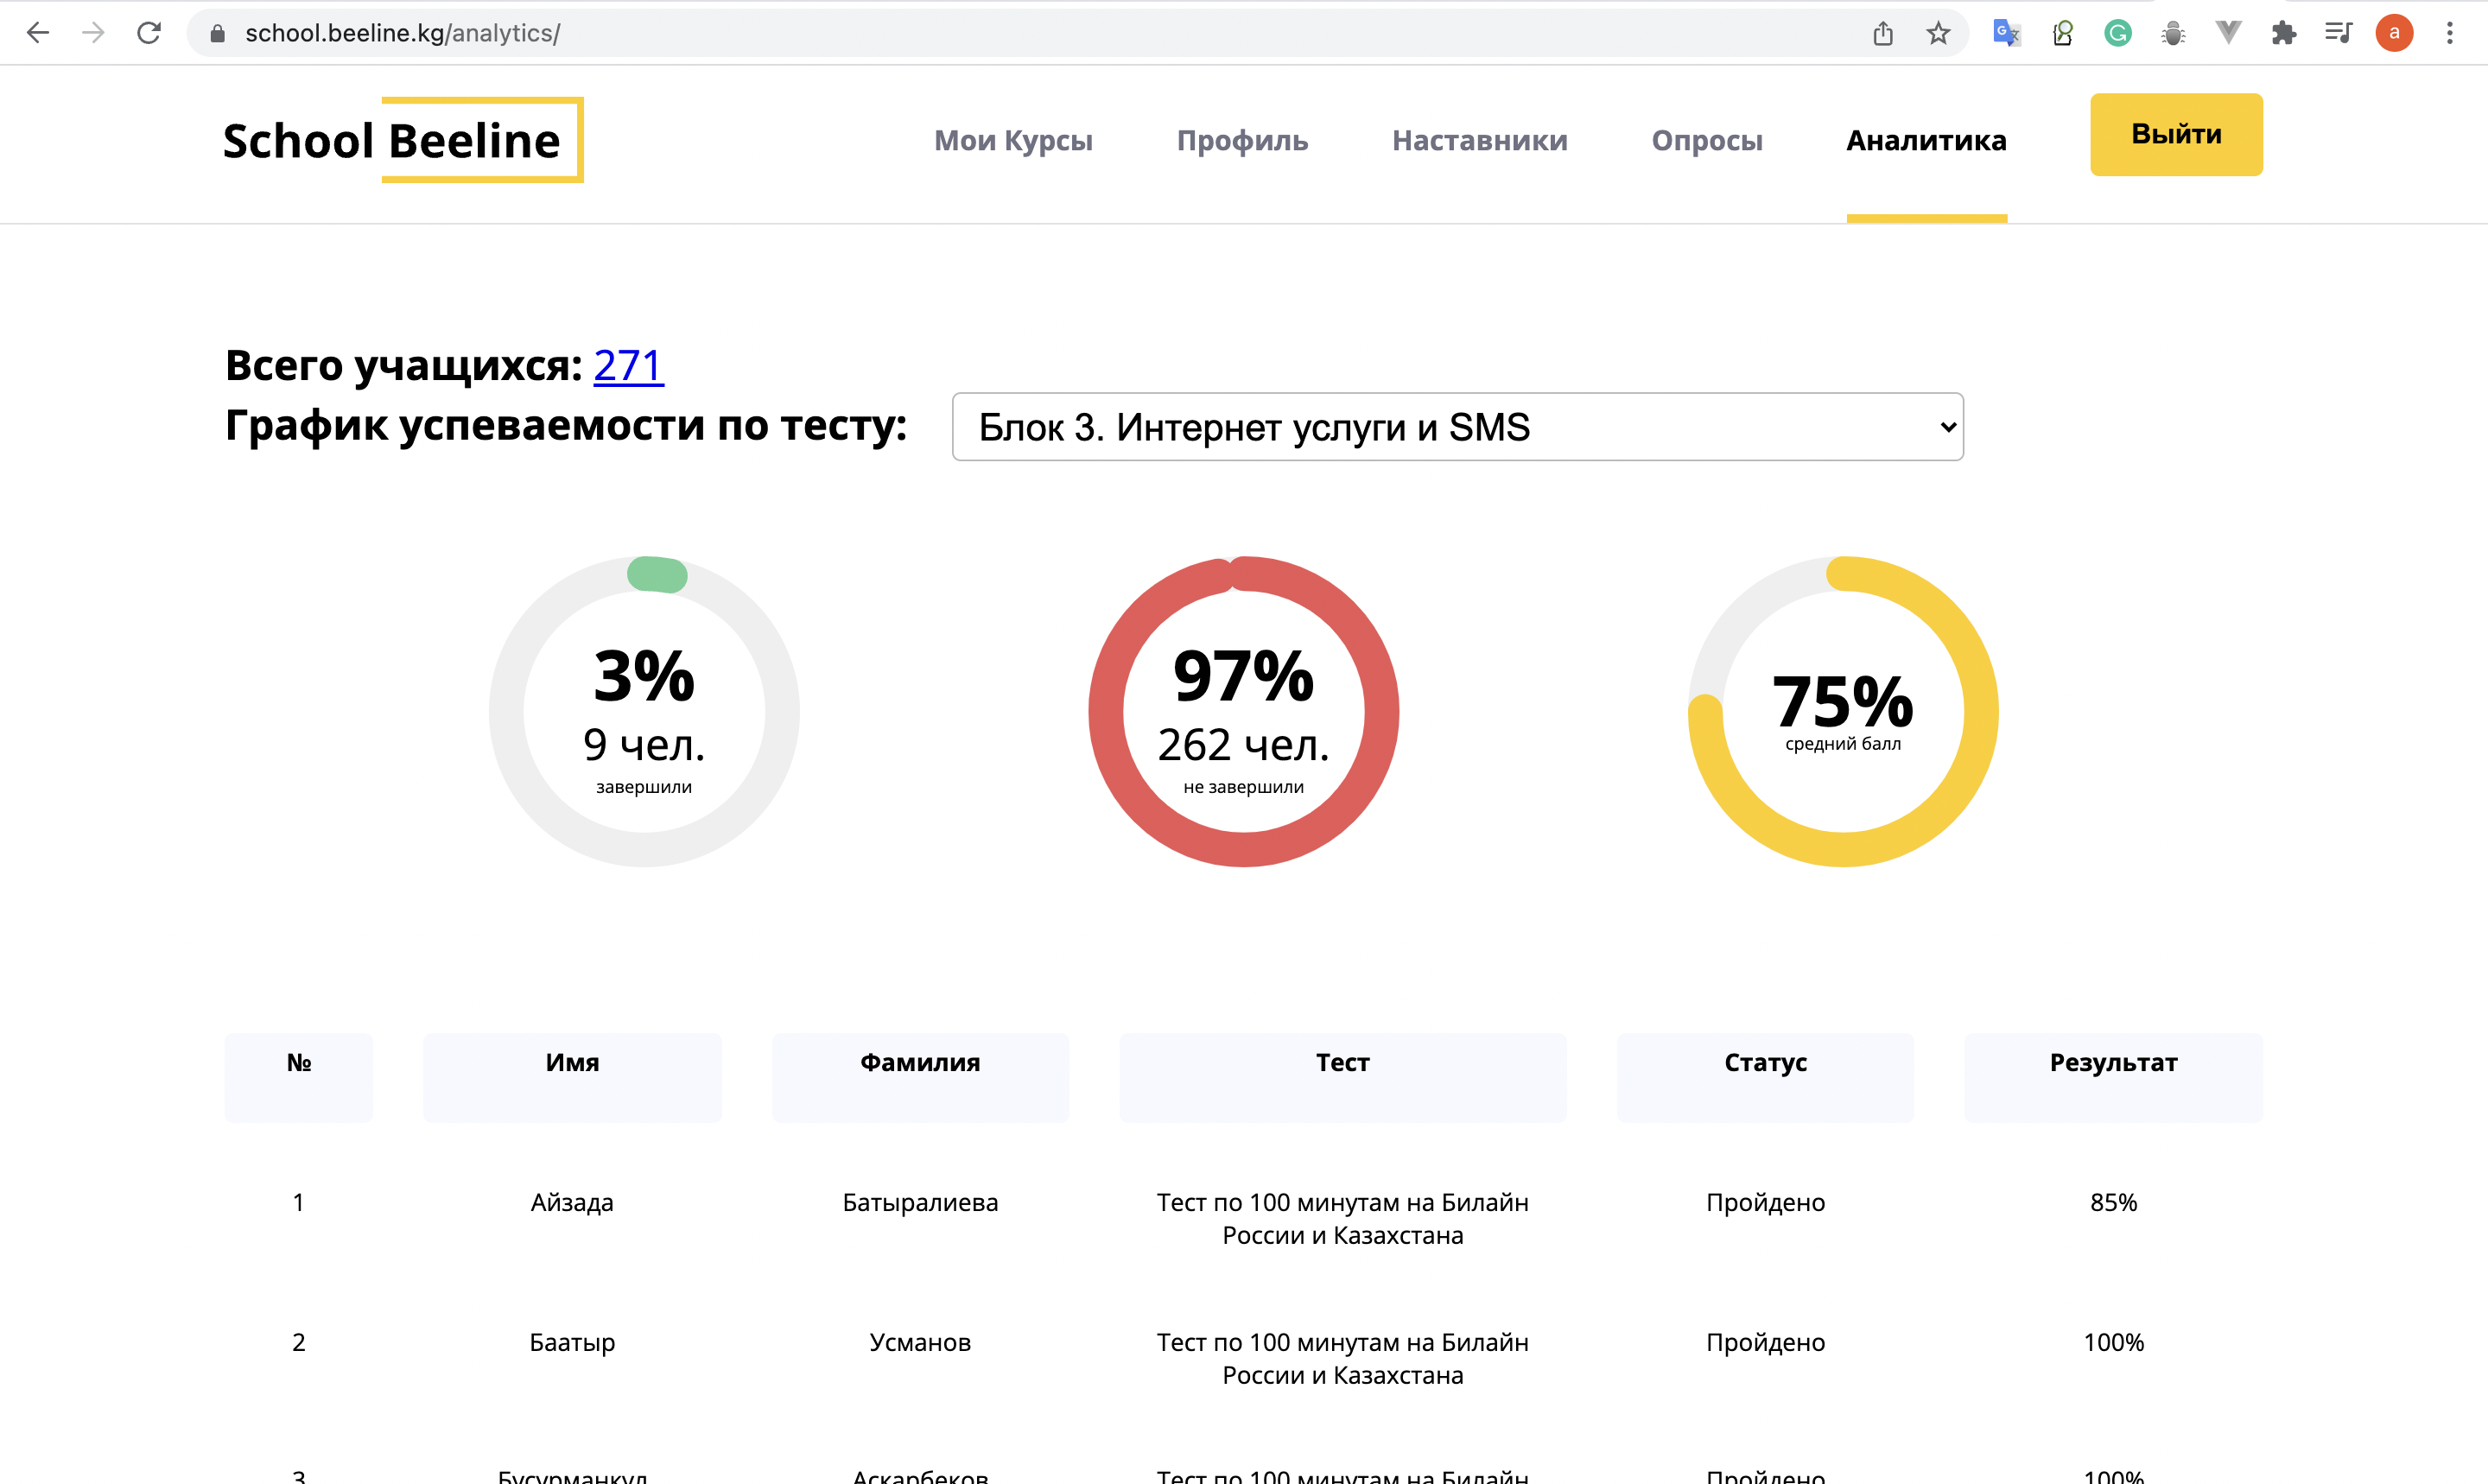 school.beeline.kg/analytics/
a
School Beeline
Мои Курсы
Профиль
Наставники
Опросы
Аналитика
Выйти
Всего учащихся: 271
График успеваемости по тесту:
Блок 3. Интернет услуги и SMS
3%
9 чел.
завершили
97%
262 чел.
не завершили
75%
средний балл
№ Имя Фамилия Тест Статус Результат
1 Айзада Батыралиева Тест по 100 минутам на Билайн Пройдено 85%
России и Казахстана
2 Баатыр Усманов Тест по 100 минутам на Билайн Пройдено 100%
России и Казахстана
3 Бусурманкул Аскарбеков Тест по 100 минутам на Билайн Пройдено 100%